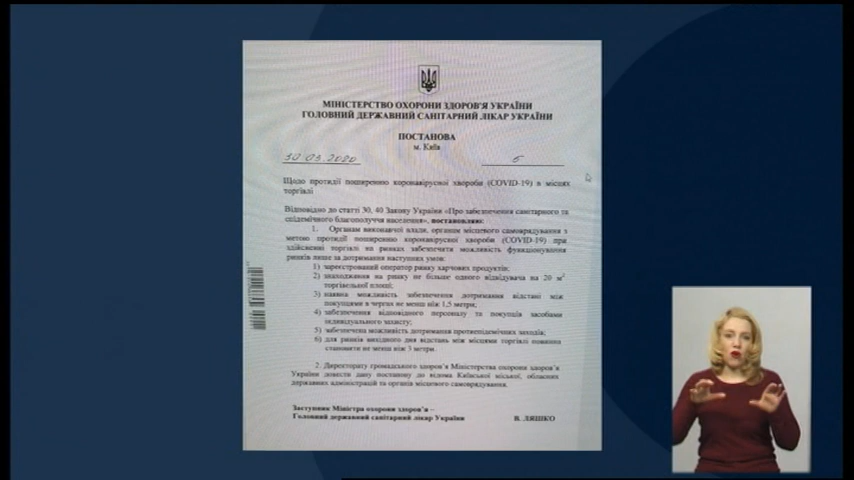 МІНІСТЕРСТВО ОХОРОНИ ЗДОРОВ'Я УКРАЇНИ
ГОЛОВНИЙ ДЕРЖАВНИЙ САНІТАРНИЙ ЛІКАР УКРАЇНИ
ПОСТАНОВА
м. Київ
30.03.2020 6
Щодо протидії поширенню коронавірусної хвороби (COVID-19) в місцях
торгівлі
Відповідно до статті 30, 40 Закону України «Про забезпечення санітарного та
епідемічного благополуччя населення», постановляю:
1. Органам виконавчої влади, органам місцевого самоврядування з
метою протидії поширенню коронавірусної хвороби (COVID-19) при
здійсненні торгівлі на ринках забезпечити можливість функціонування
ринків лише за дотримання наступних умов:
1) зареєстрований оператор ринку харчових продуктів;
2) знаходження на ринку не більше одного відвідувача на 20 м²
торгівельної площі;
3) наявна можливість забезпечення дотримання відстані між
покупцями в чергах не менш ніж 1,5 метри;
4) забезпечення відповідного персоналу та покупців засобами
індивідуального захисту;
5) забезпечена можливість дотримання протиепідемічних заходів;
6) для ринків вихідного дня відстань між місцями торгівлі повинна
становити не менш ніж 3 метри
2. Директорату громадського здоров'я Міністерства охорони здоров'я
України довести дану постанову до відома Київської міської, обласних
державних адміністрацій та органів місцевого самоврядування.
Заступник Міністра охорони здоров'я –
Головний державний санітарний лікар України В. ЛЯШКО